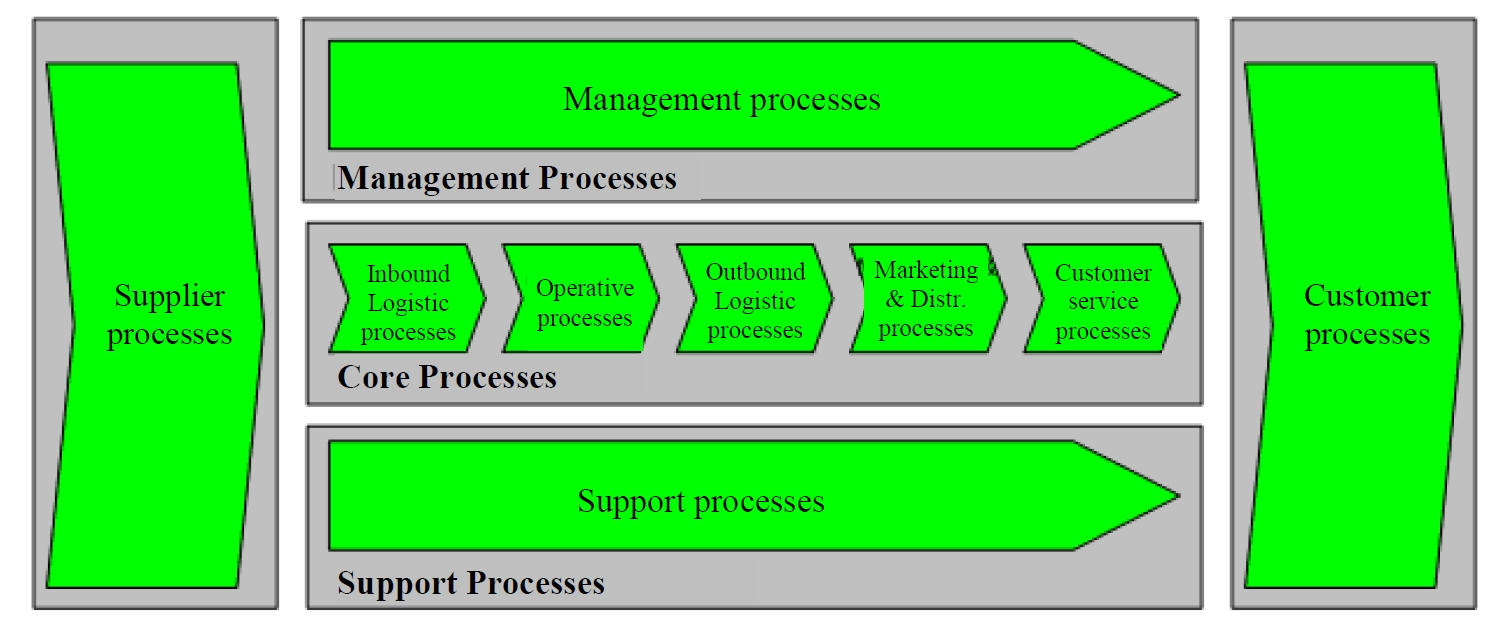 Supplier
processes
Management processes
Management Processes
Inbound
Logistic
processes
Operative
processes
Outbound
Logistic
processes
Marketing
& Distr.
processes
Customer
service
processes
Core Processes
Support processes
Support Processes
Customer
processes